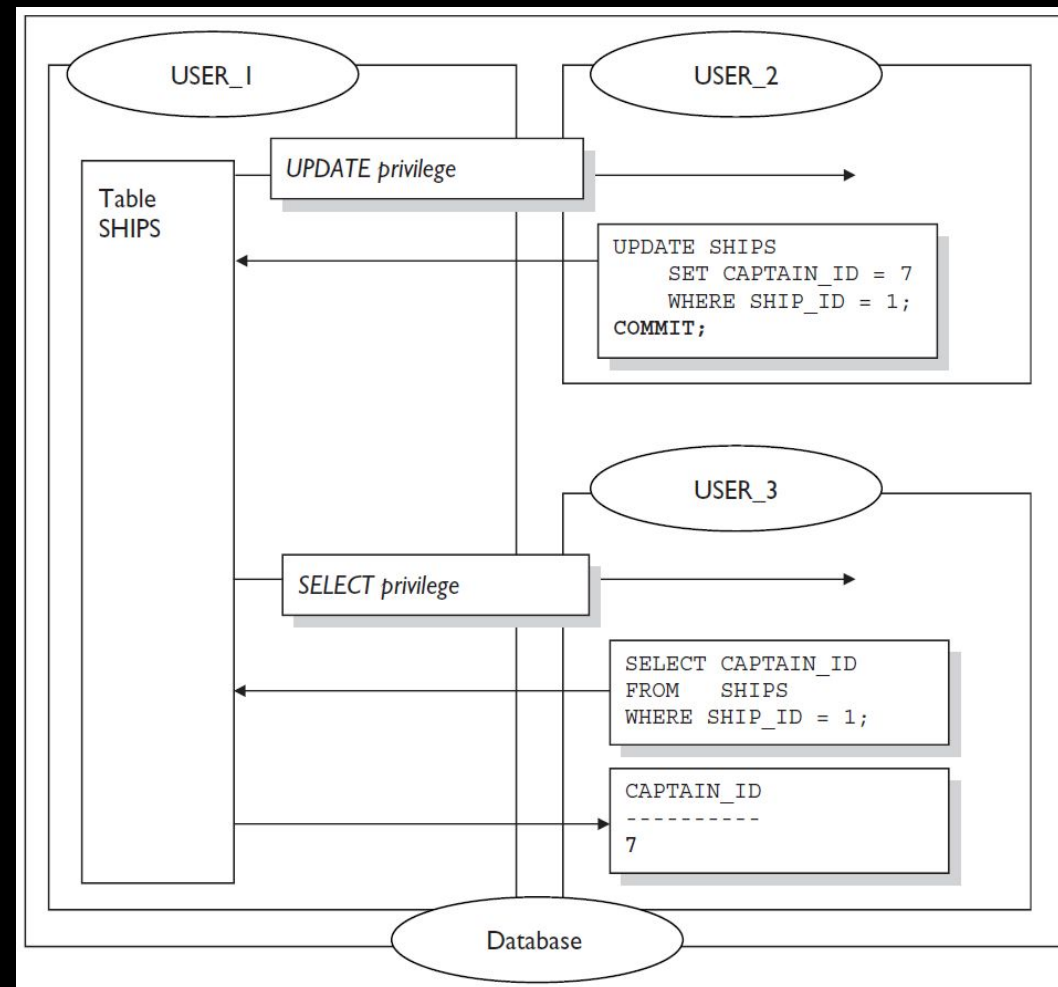 USER_1
USER_2
UPDATE privilege
Table
SHIPS
UPDATE SHIPS
SET CAPTAIN_ID = 7
WHERE SHIP_ID = 1;
COMMIT;
USER_3
SELECT privilege
SELECT CAPTAIN_ID
FROM SHIPS
WHERE SHIP_ID = 1;
CAPTAIN_ID
----------
7
Database